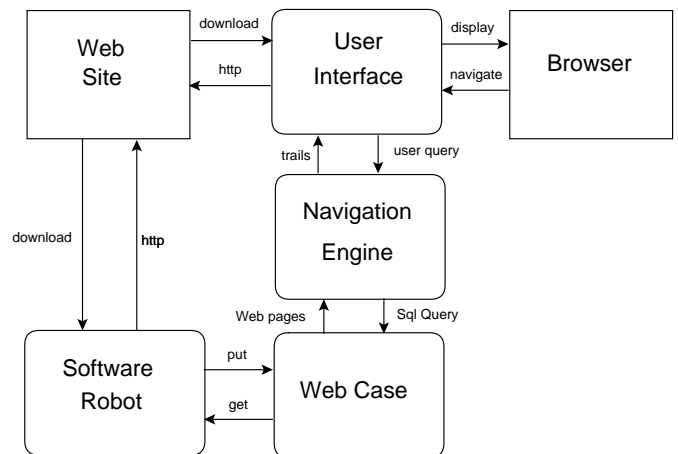 download
display
Web
Site
User
Interface
Browser
http
navigate
trails
user query
Navigation
Engine
download
http
Web pages
Sql Query
Software
Robot
put
get
Web Case